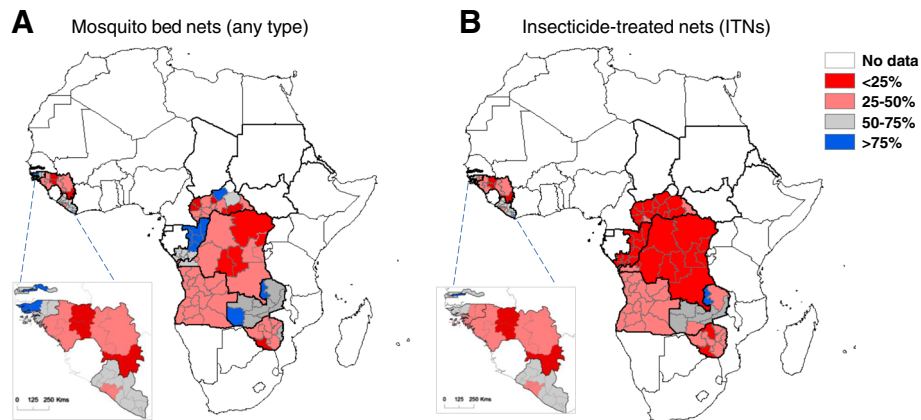 A Mosquito bed nets (any type)
B Insecticide-treated nets (ITNs)
No data
<25%
25-50%
50-75%
>75%
0 125 250 Kms
0 125 250 Kms